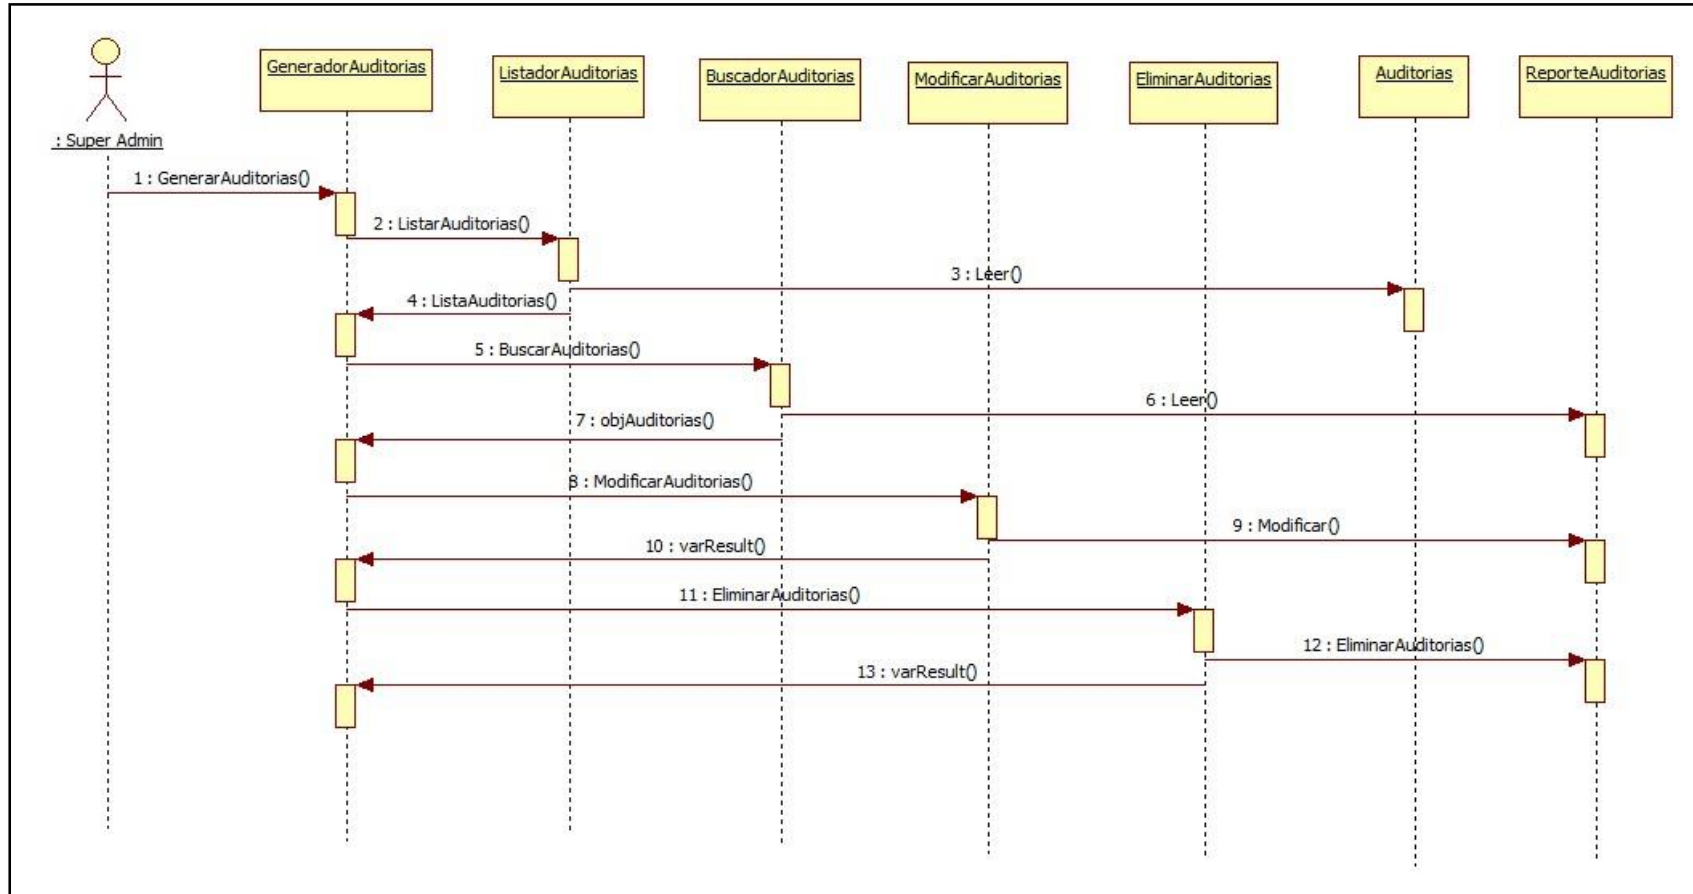 : Super Admin
GeneradorAuditorias
ListadorAuditorias
BuscadorAuditorias
ModificarAuditorias
EliminarAuditorias
Auditorias
ReporteAuditorias
1 : GenerarAuditorias()
2 : ListarAuditorias()
3 : Leer()
4 : ListaAuditorias()
5 : BuscarAuditorias()
6 : Leer()
7 : objAuditorias()
8 : ModificarAuditorias()
9 : Modificar()
10 : varResult()
11 : EliminarAuditorias()
12 : EliminarAuditorias()
13 : varResult()